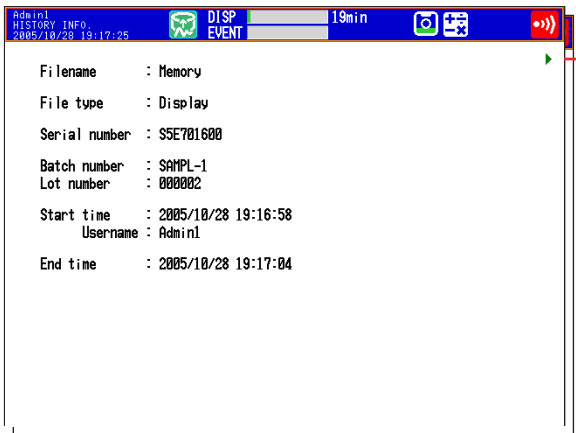 Admin1
HISTORY INFO.
2005/10/28 19:17:25
DISP
EVENT
19min
Filename : Memory
File type : Display
Serial number : S5E701600
Batch number : SAMPL-1
Lot number : 000002
Start time : 2005/10/28 19:16:58
Username : Admin1
End time : 2005/10/28 19:17:04